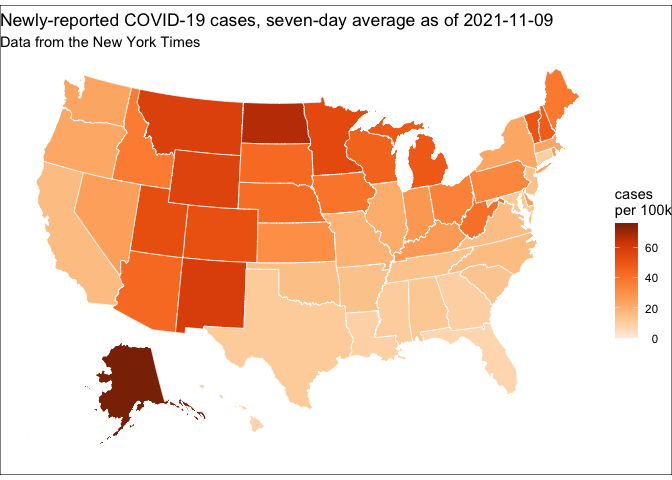 Newly-reported COVID-19 cases, seven-day average as of 2021-11-09
Data from the New York Times
cases
per 100k
60
40
20
0